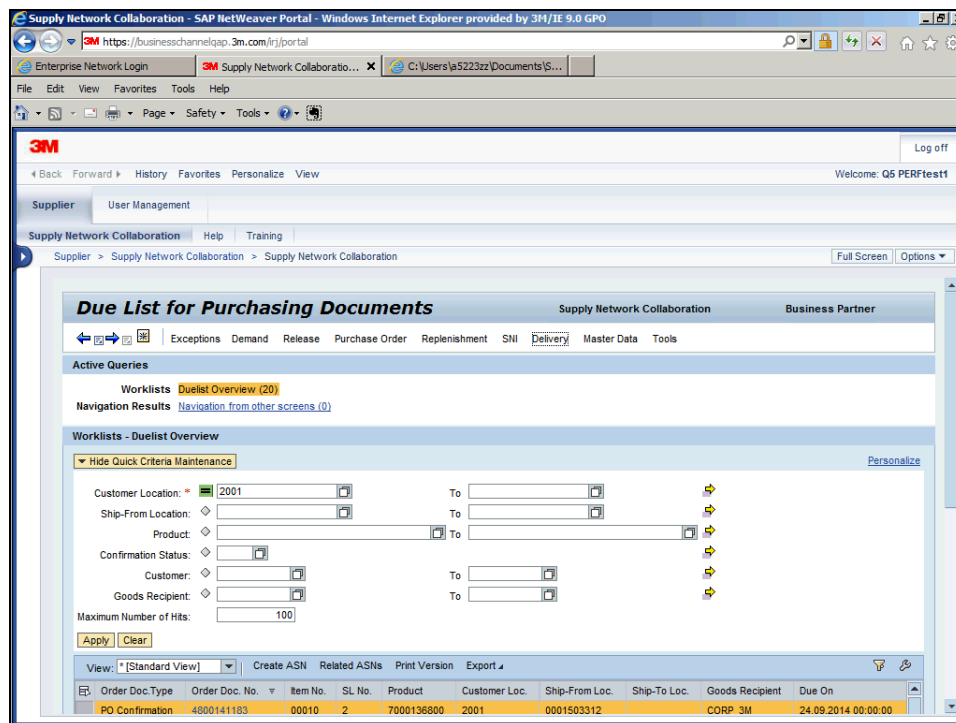 Supply Network Collaboration - SAP NetWeaver Portal - Windows Internet Explorer provided by 3M/IE 9.0 GPO
3M https://businesschannelqap.3m.com/irj/portal
Enterprise Network Login 3M Supply Network Collaboratio... X C:\Users\a5223zz\Documents\S...
File Edit View Favorites Tools Help
Page Safety Tools
3M Log off
Back Forward History Favorites Personalize View Welcome: Q5 PERFtest1
Supplier User Management
Supply Network Collaboration Help Training
Supplier > Supply Network Collaboration > Supply Network Collaboration Full Screen Options
Due List for Purchasing Documents Supply Network Collaboration Business Partner
Exceptions Demand Release Purchase Order Replenishment SNI Delivery Master Data Tools
Active Queries
Worklists Duelist Overview (20)
Navigation Results Navigation from other screens (0)
Worklists - Duelist Overview
Hide Quick Criteria Maintenance Personalize
Customer Location: * 2001 To
Ship-From Location: To
Product: To
Confirmation Status:
Customer: To
Goods Recipient: To
Maximum Number of Hits: 100
Apply Clear
View: * [Standard View] Create ASN Related ASNs Print Version Export
Order Doc.Type Order Doc. No. Item No. SL No. Product Customer Loc. Ship-From Loc. Ship-To Loc. Goods Recipient Due On
PO Confirmation 4800141183 00010 2 7000136800 2001 0001503312 CORP_3M 24.09.2014 00:00:00